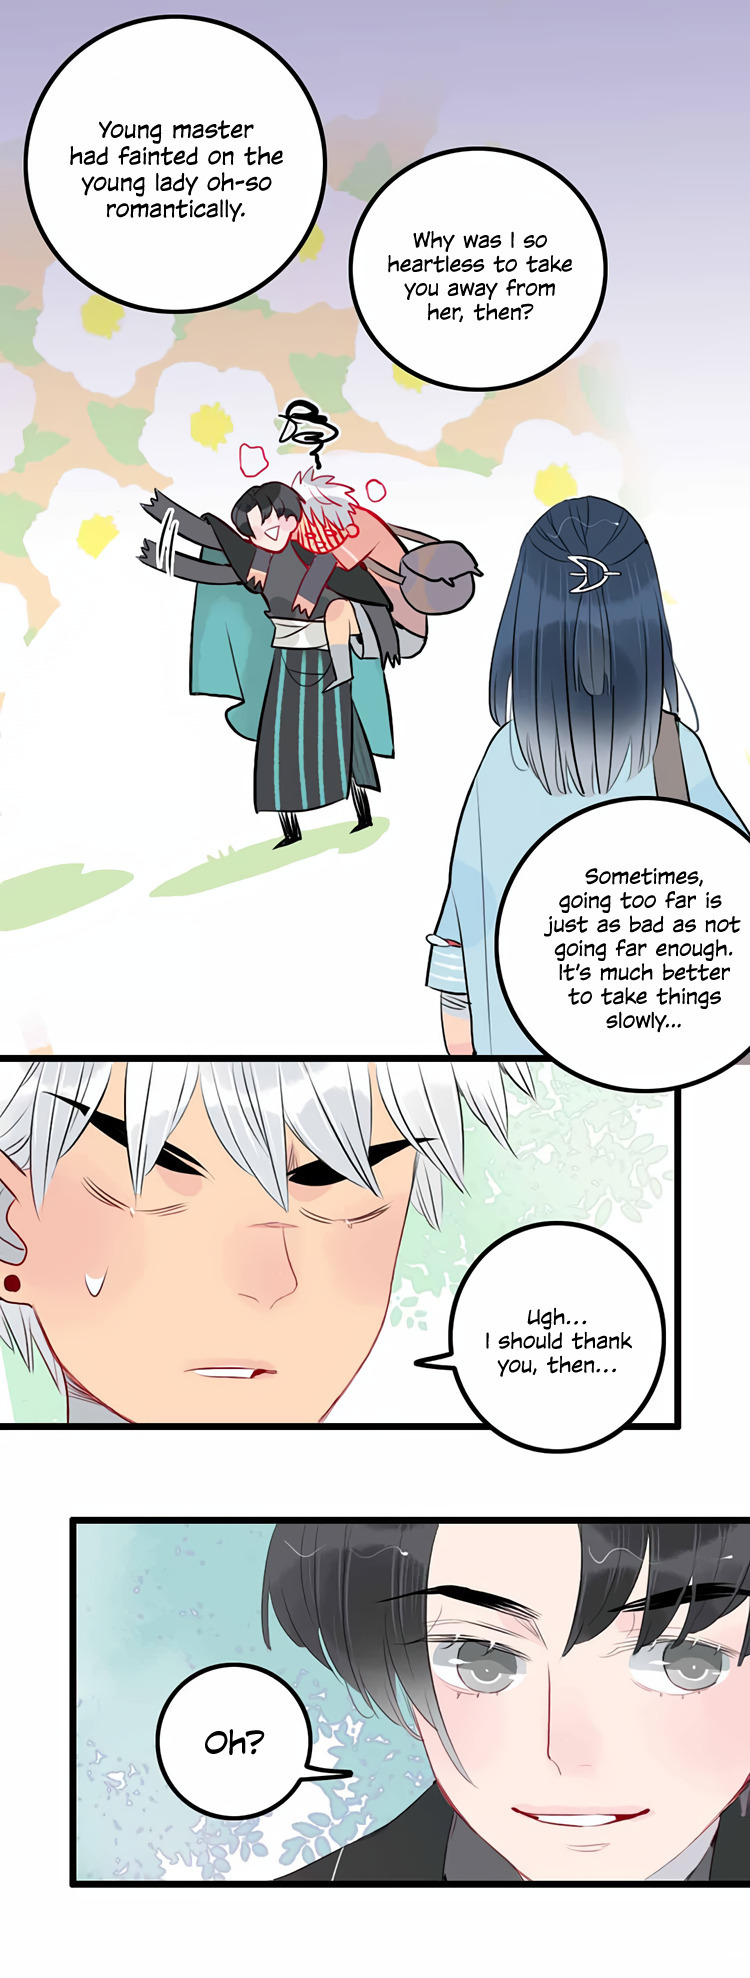 Young master
had fainted on the
young lady oh-so
romantically.
Why was I so
heartless to take
you away from
her, then?
Sometimes,
going too far is
just as bad as not
going far enough.
It's much better
to take things
slowly...
Ugh...
I should thank
you, then...
Oh?